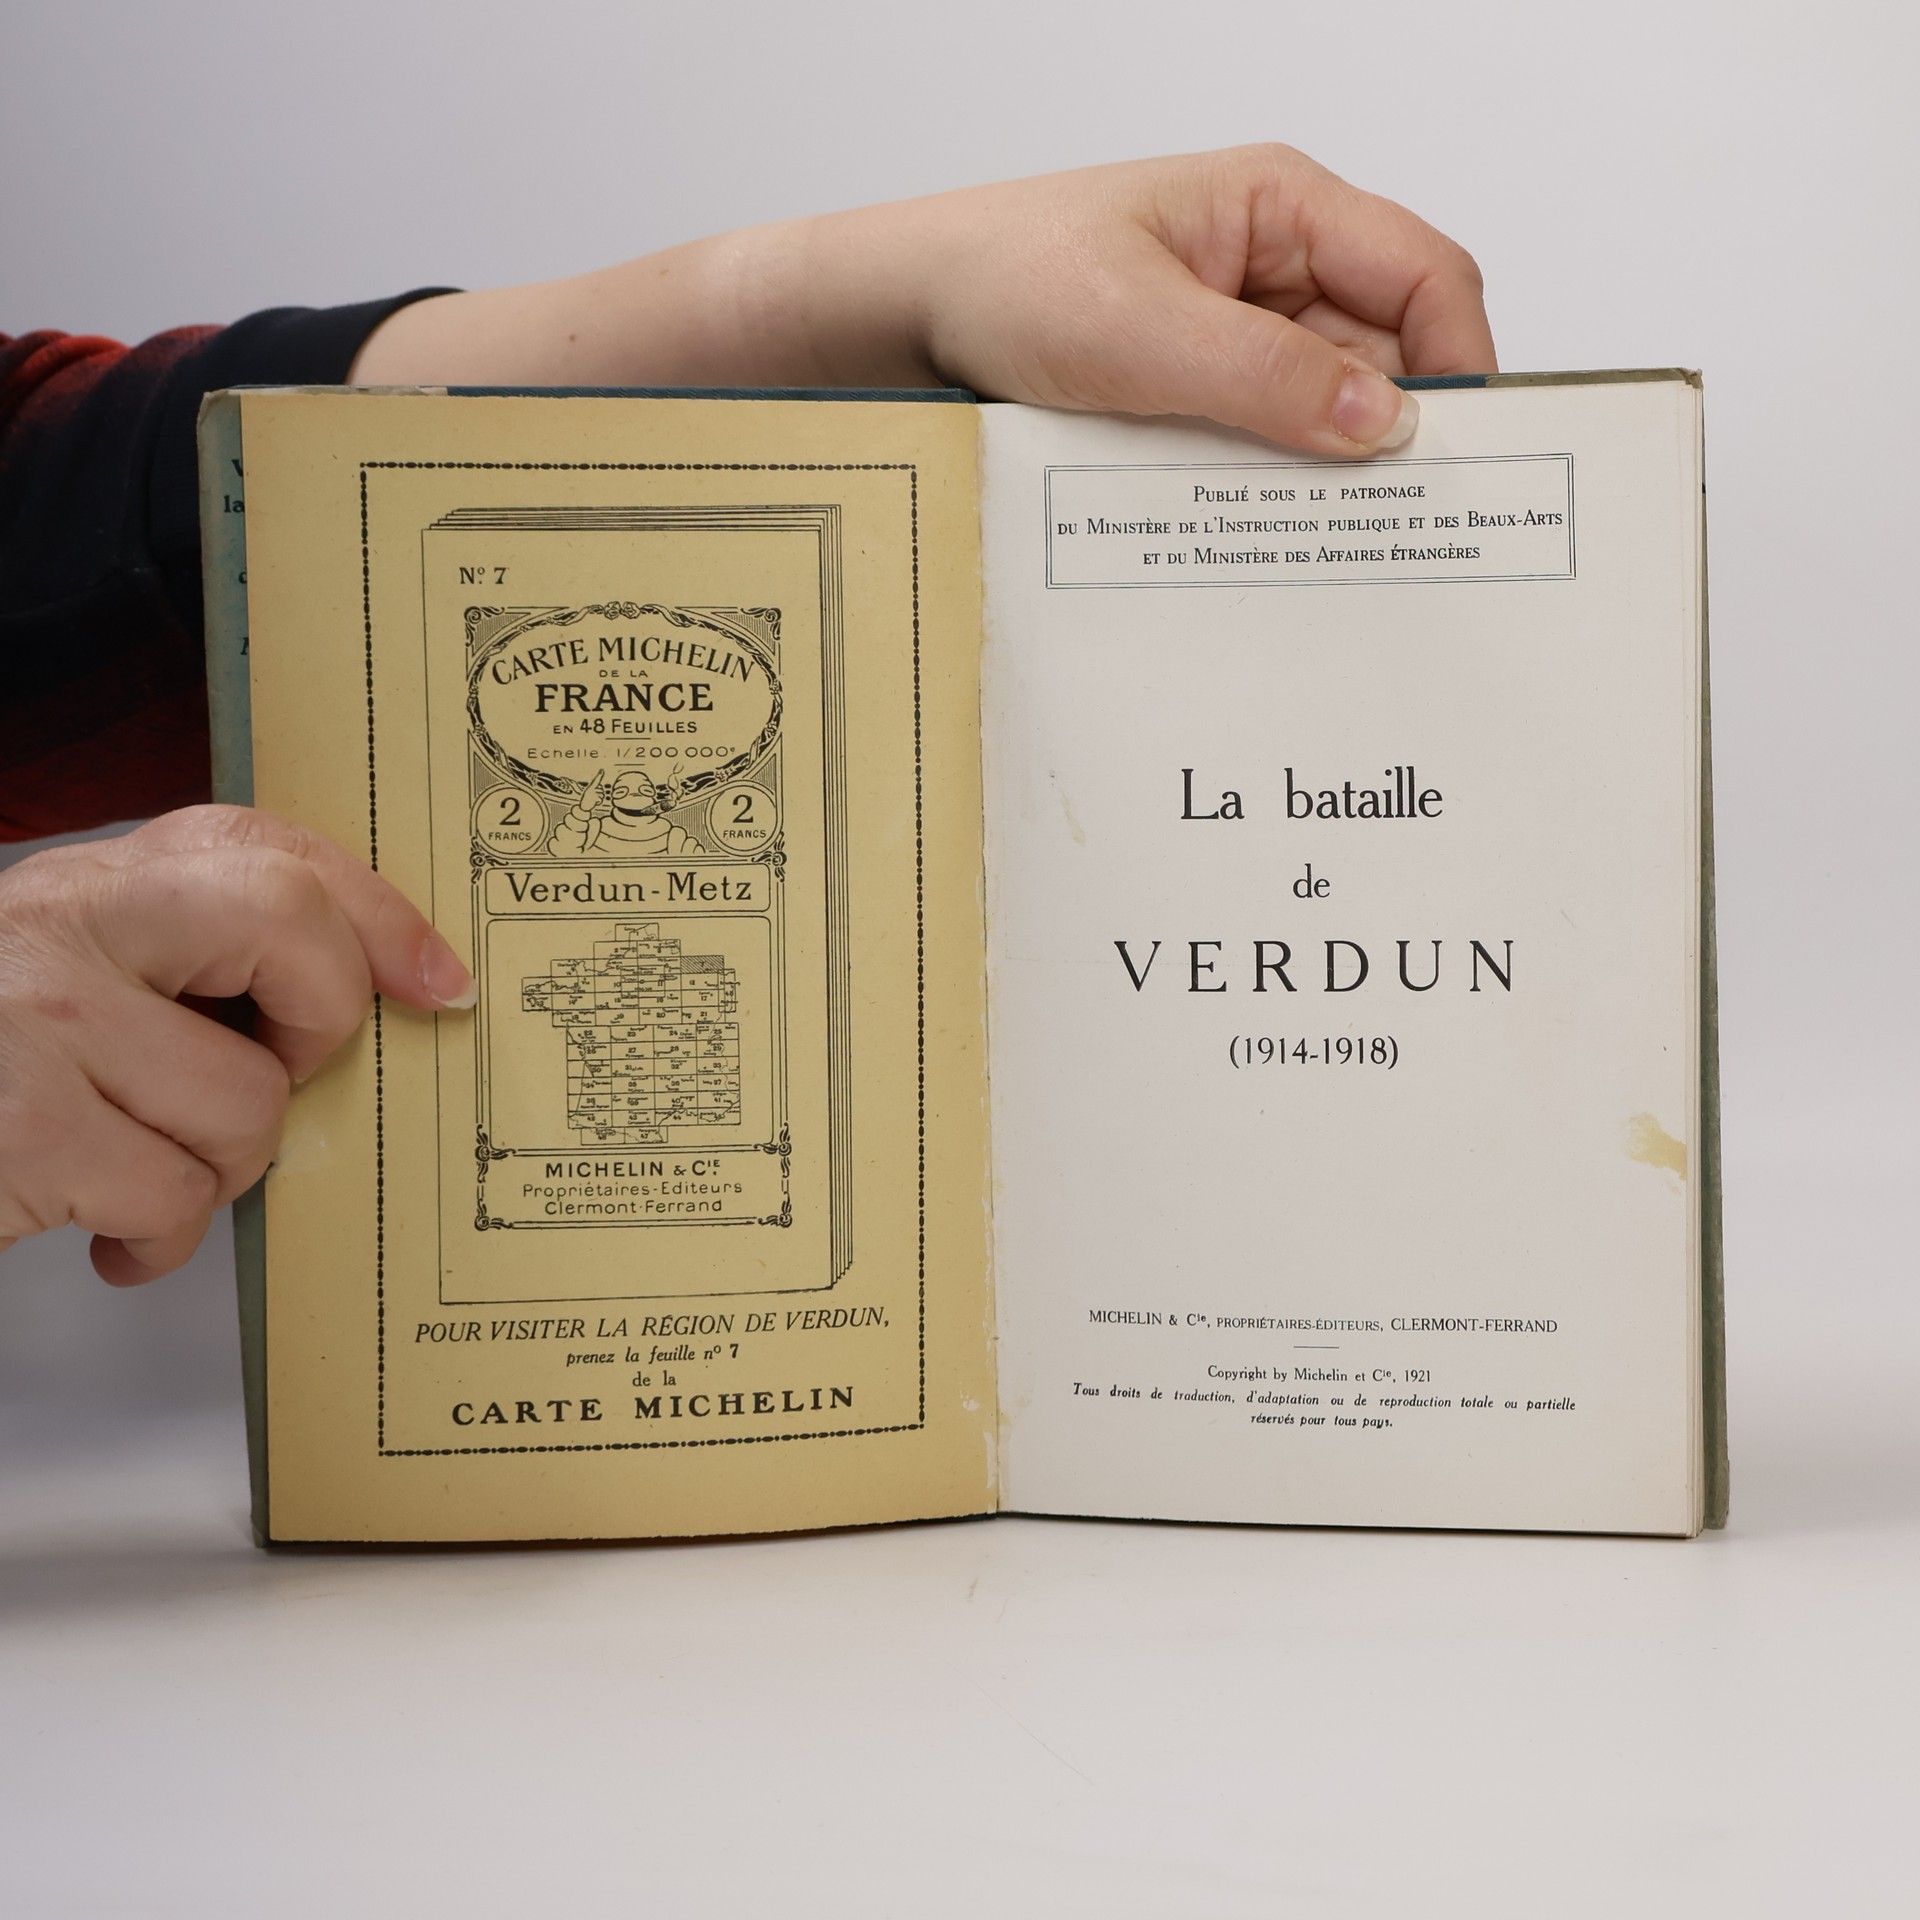 Nº 7
CARTE MICHELIN
DE LA
FRANCE
EN 48 FEUILLES
Echelle. 1/200 000e
2
FRANCS
2
FRANCS
Verdun-Metz
MICHELIN & CIE.
Propriétaires-Editeurs
Clermont-Ferrand
POUR VISITER LA RÉGION DE VERDUN,
prenez la feuille nº 7
de la
CARTE MICHELIN
PUBLIÉ SOUS LE PATRONAGE
DU MINISTÈRE DE L'INSTRUCTION PUBLIQUE ET DES BEAUX-ARTS
ET DU MINISTÈRE DES AFFAIRES ÉTRANGÈRES
La bataille
de
VERDUN
(1914-1918)
MICHELIN & Cie, PROPRIÉTAIRES-ÉDITEURS, CLERMONT-FERRAND
Copyright by Michelin et Cie, 1921
Tous droits de traduction, d'adaptation ou de reproduction totale ou partielle
réservés pour tous pays.